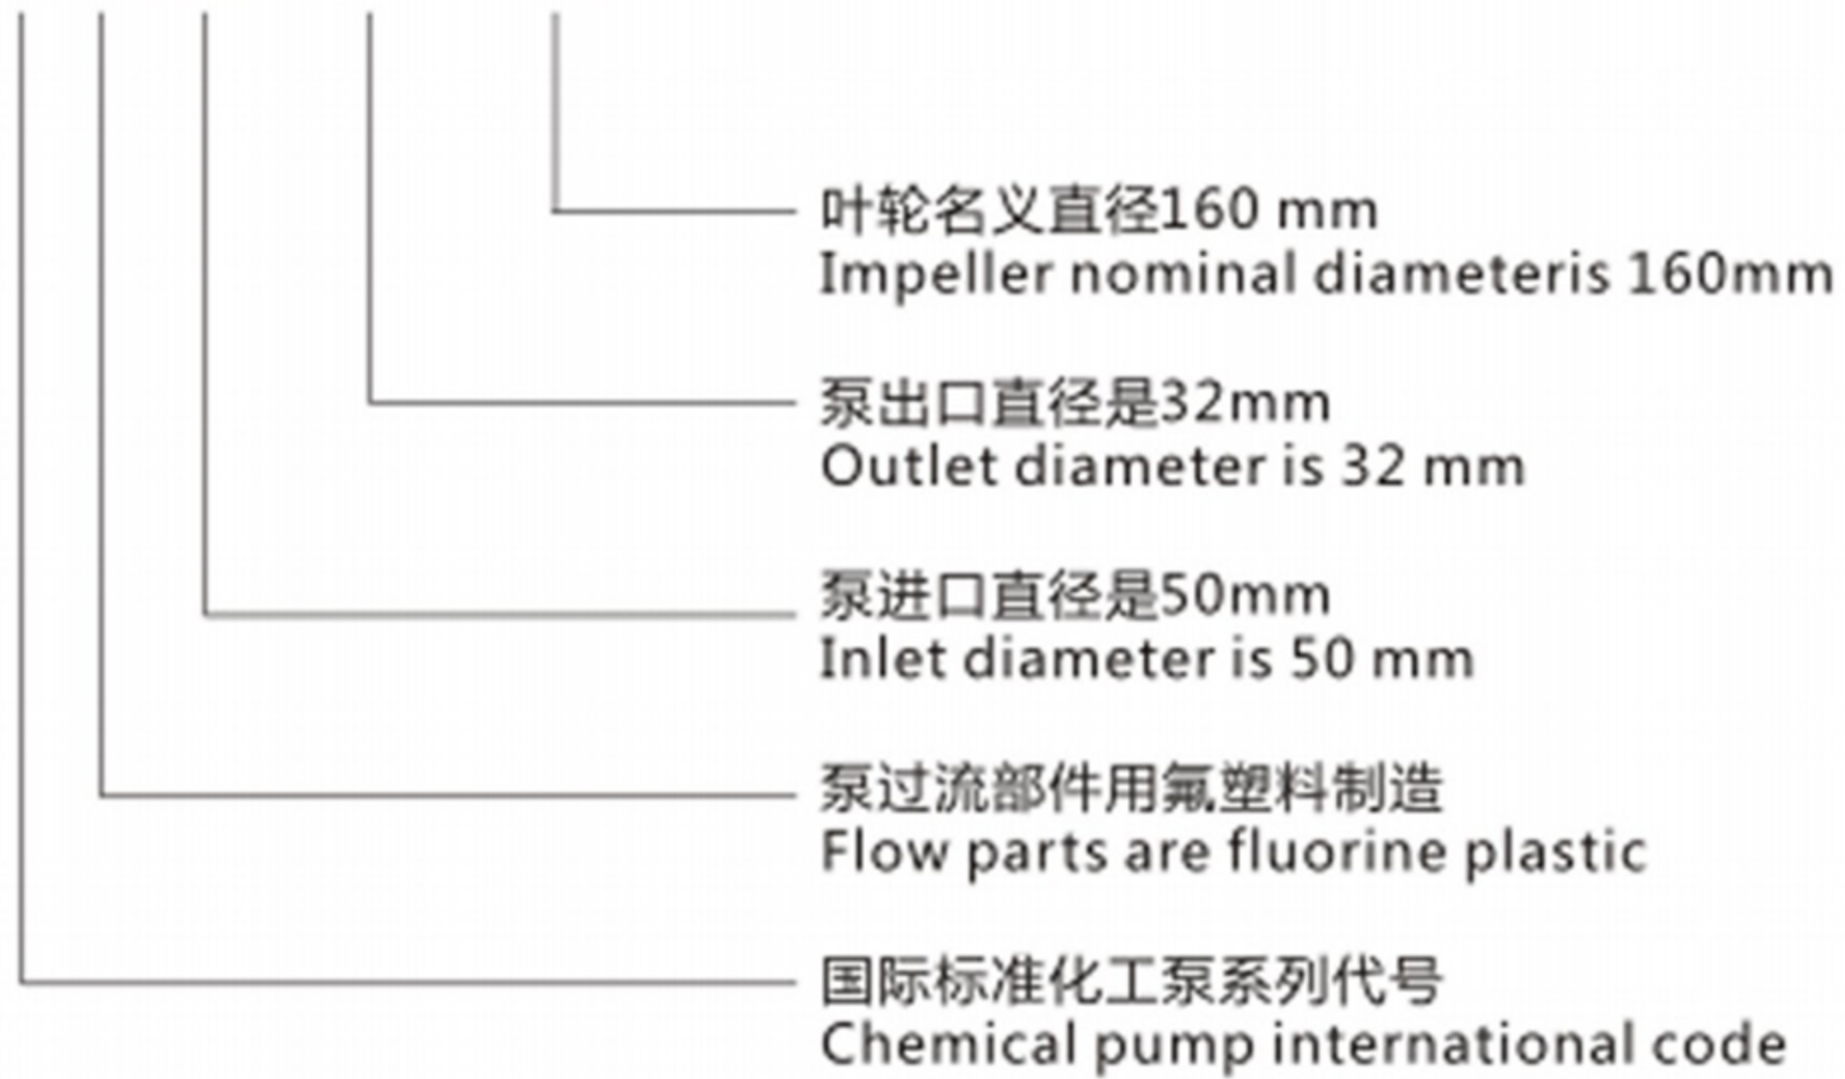 叶轮名义直径160 mm
Impeller nominal diameteris 160mm
泵出口直径是32mm
Outlet diameter is 32 mm
泵进口直径是50mm
Inlet diameter is 50 mm
泵过流部件用氟塑料制造
Flow parts are fluorine plastic
国际标准化工泵系列代号
Chemical pump international code